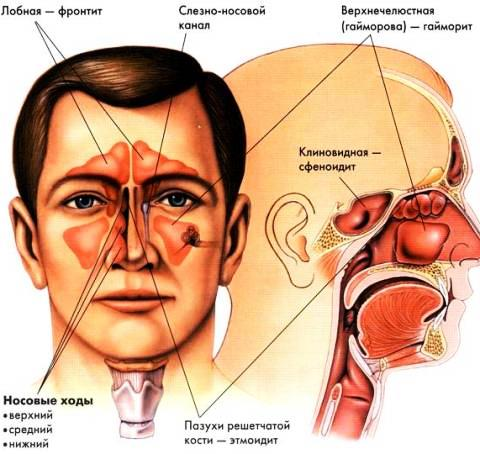 Лобная — фронтит
Слезно-носовой
канал
Верхнечелюстная
(гайморова) — гайморит
Клиновидная —
сфеноидит
Носовые ходы
•верхний
•средний
•нижний
Пазухи решетчатой
кости — этмоидит